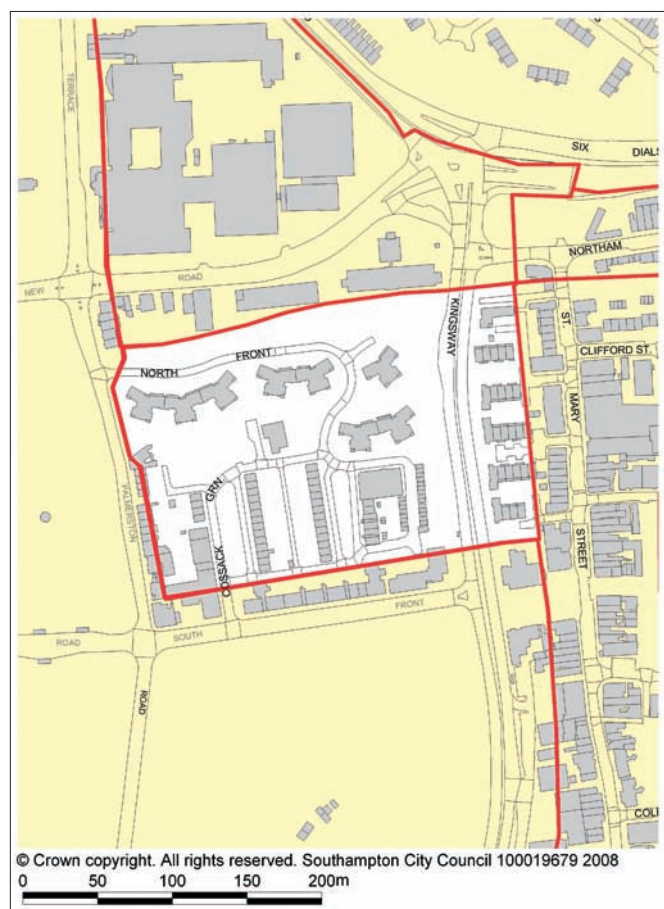 TERRACE
SIX
DIALS
NORTHAM
ROAD
NEW
KINGSWAY
ST.
CLIFFORD ST.
FRONT
NORTH
MARY
GRN
PALMERSTON
STREET
COSSACK
FRONT
SOUTH
ROAD
ROAD
COLL
© Crown copyright. All rights reserved. Southampton City Council 100019679 2008
0 50 100 150 200m